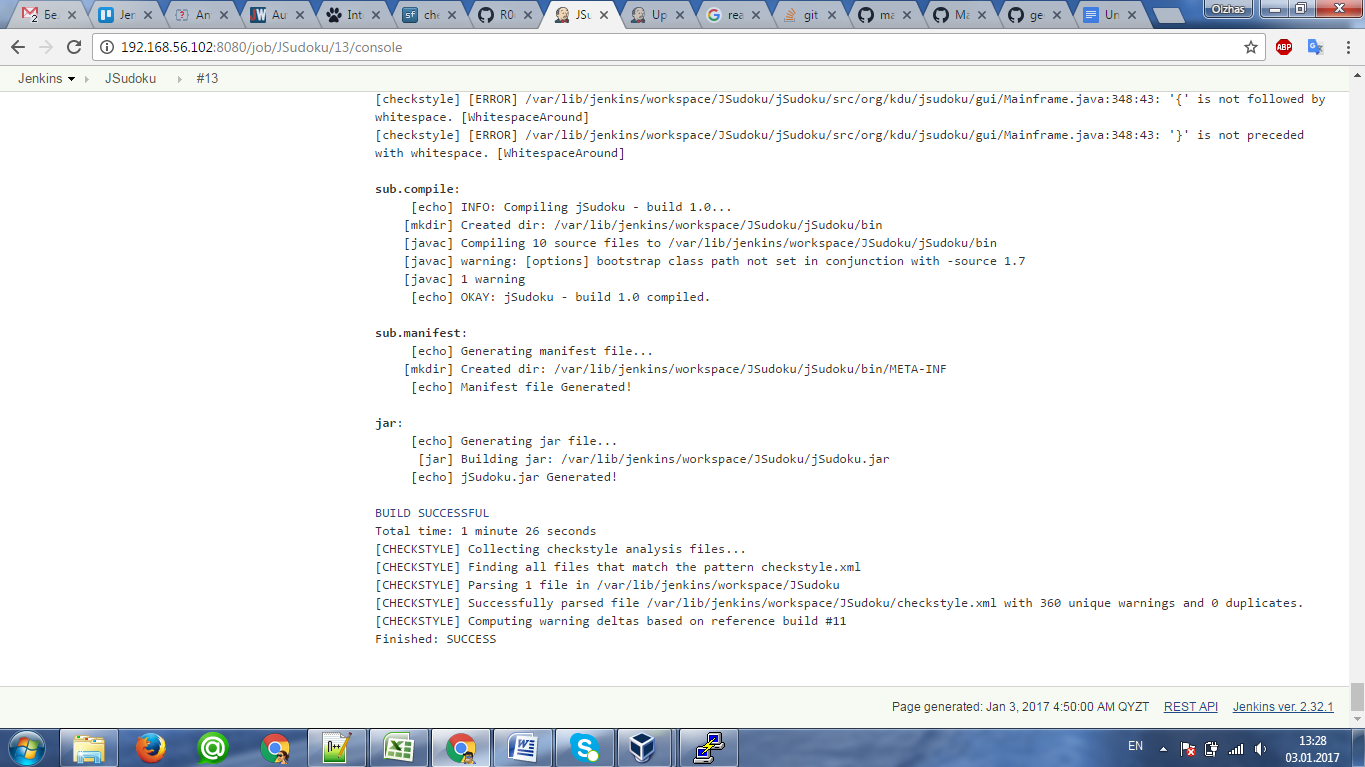 Бе.
Jer
An
Au
Int
che
R0
JSu
Up
rea
git
ma
Ma
ge
Un
Olzhas
192.168.56.102:8080/job/JSudoku/13/console
ABP
Jenkins JSudoku #13
[checkstyle] [ERROR] /var/lib/jenkins/workspace/JSudoku/jSudoku/src/org/kdu/jsudoku/gui/Mainframe.java:348:43: '{' is not followed by
whitespace. [WhitespaceAround]
[checkstyle] [ERROR] /var/lib/jenkins/workspace/JSudoku/jSudoku/src/org/kdu/jsudoku/gui/Mainframe.java:348:43: '}' is not preceded
with whitespace. [WhitespaceAround]
sub.compile:
[echo] INFO: Compiling jSudoku - build 1.0...
[mkdir] Created dir: /var/lib/jenkins/workspace/JSudoku/jSudoku/bin
[javac] Compiling 10 source files to /var/lib/jenkins/workspace/JSudoku/jSudoku/bin
[javac] warning: [options] bootstrap class path not set in conjunction with -source 1.7
[javac] 1 warning
[echo] OKAY: jSudoku - build 1.0 compiled.
sub.manifest:
[echo] Generating manifest file...
[mkdir] Created dir: /var/lib/jenkins/workspace/JSudoku/jSudoku/bin/META-INF
[echo] Manifest file Generated!
jar:
[echo] Generating jar file...
[jar] Building jar: /var/lib/jenkins/workspace/JSudoku/jSudoku.jar
[echo] jSudoku.jar Generated!
BUILD SUCCESSFUL
Total time: 1 minute 26 seconds
[CHECKSTYLE] Collecting checkstyle analysis files...
[CHECKSTYLE] Finding all files that match the pattern checkstyle.xml
[CHECKSTYLE] Parsing 1 file in /var/lib/jenkins/workspace/JSudoku
[CHECKSTYLE] Successfully parsed file /var/lib/jenkins/workspace/JSudoku/checkstyle.xml with 360 unique warnings and 0 duplicates.
[CHECKSTYLE] Computing warning deltas based on reference build #11
Finished: SUCCESS
Page generated: Jan 3, 2017 4:50:00 AM QYZT REST API Jenkins ver. 2.32.1
EN
13:28
03.01.2017